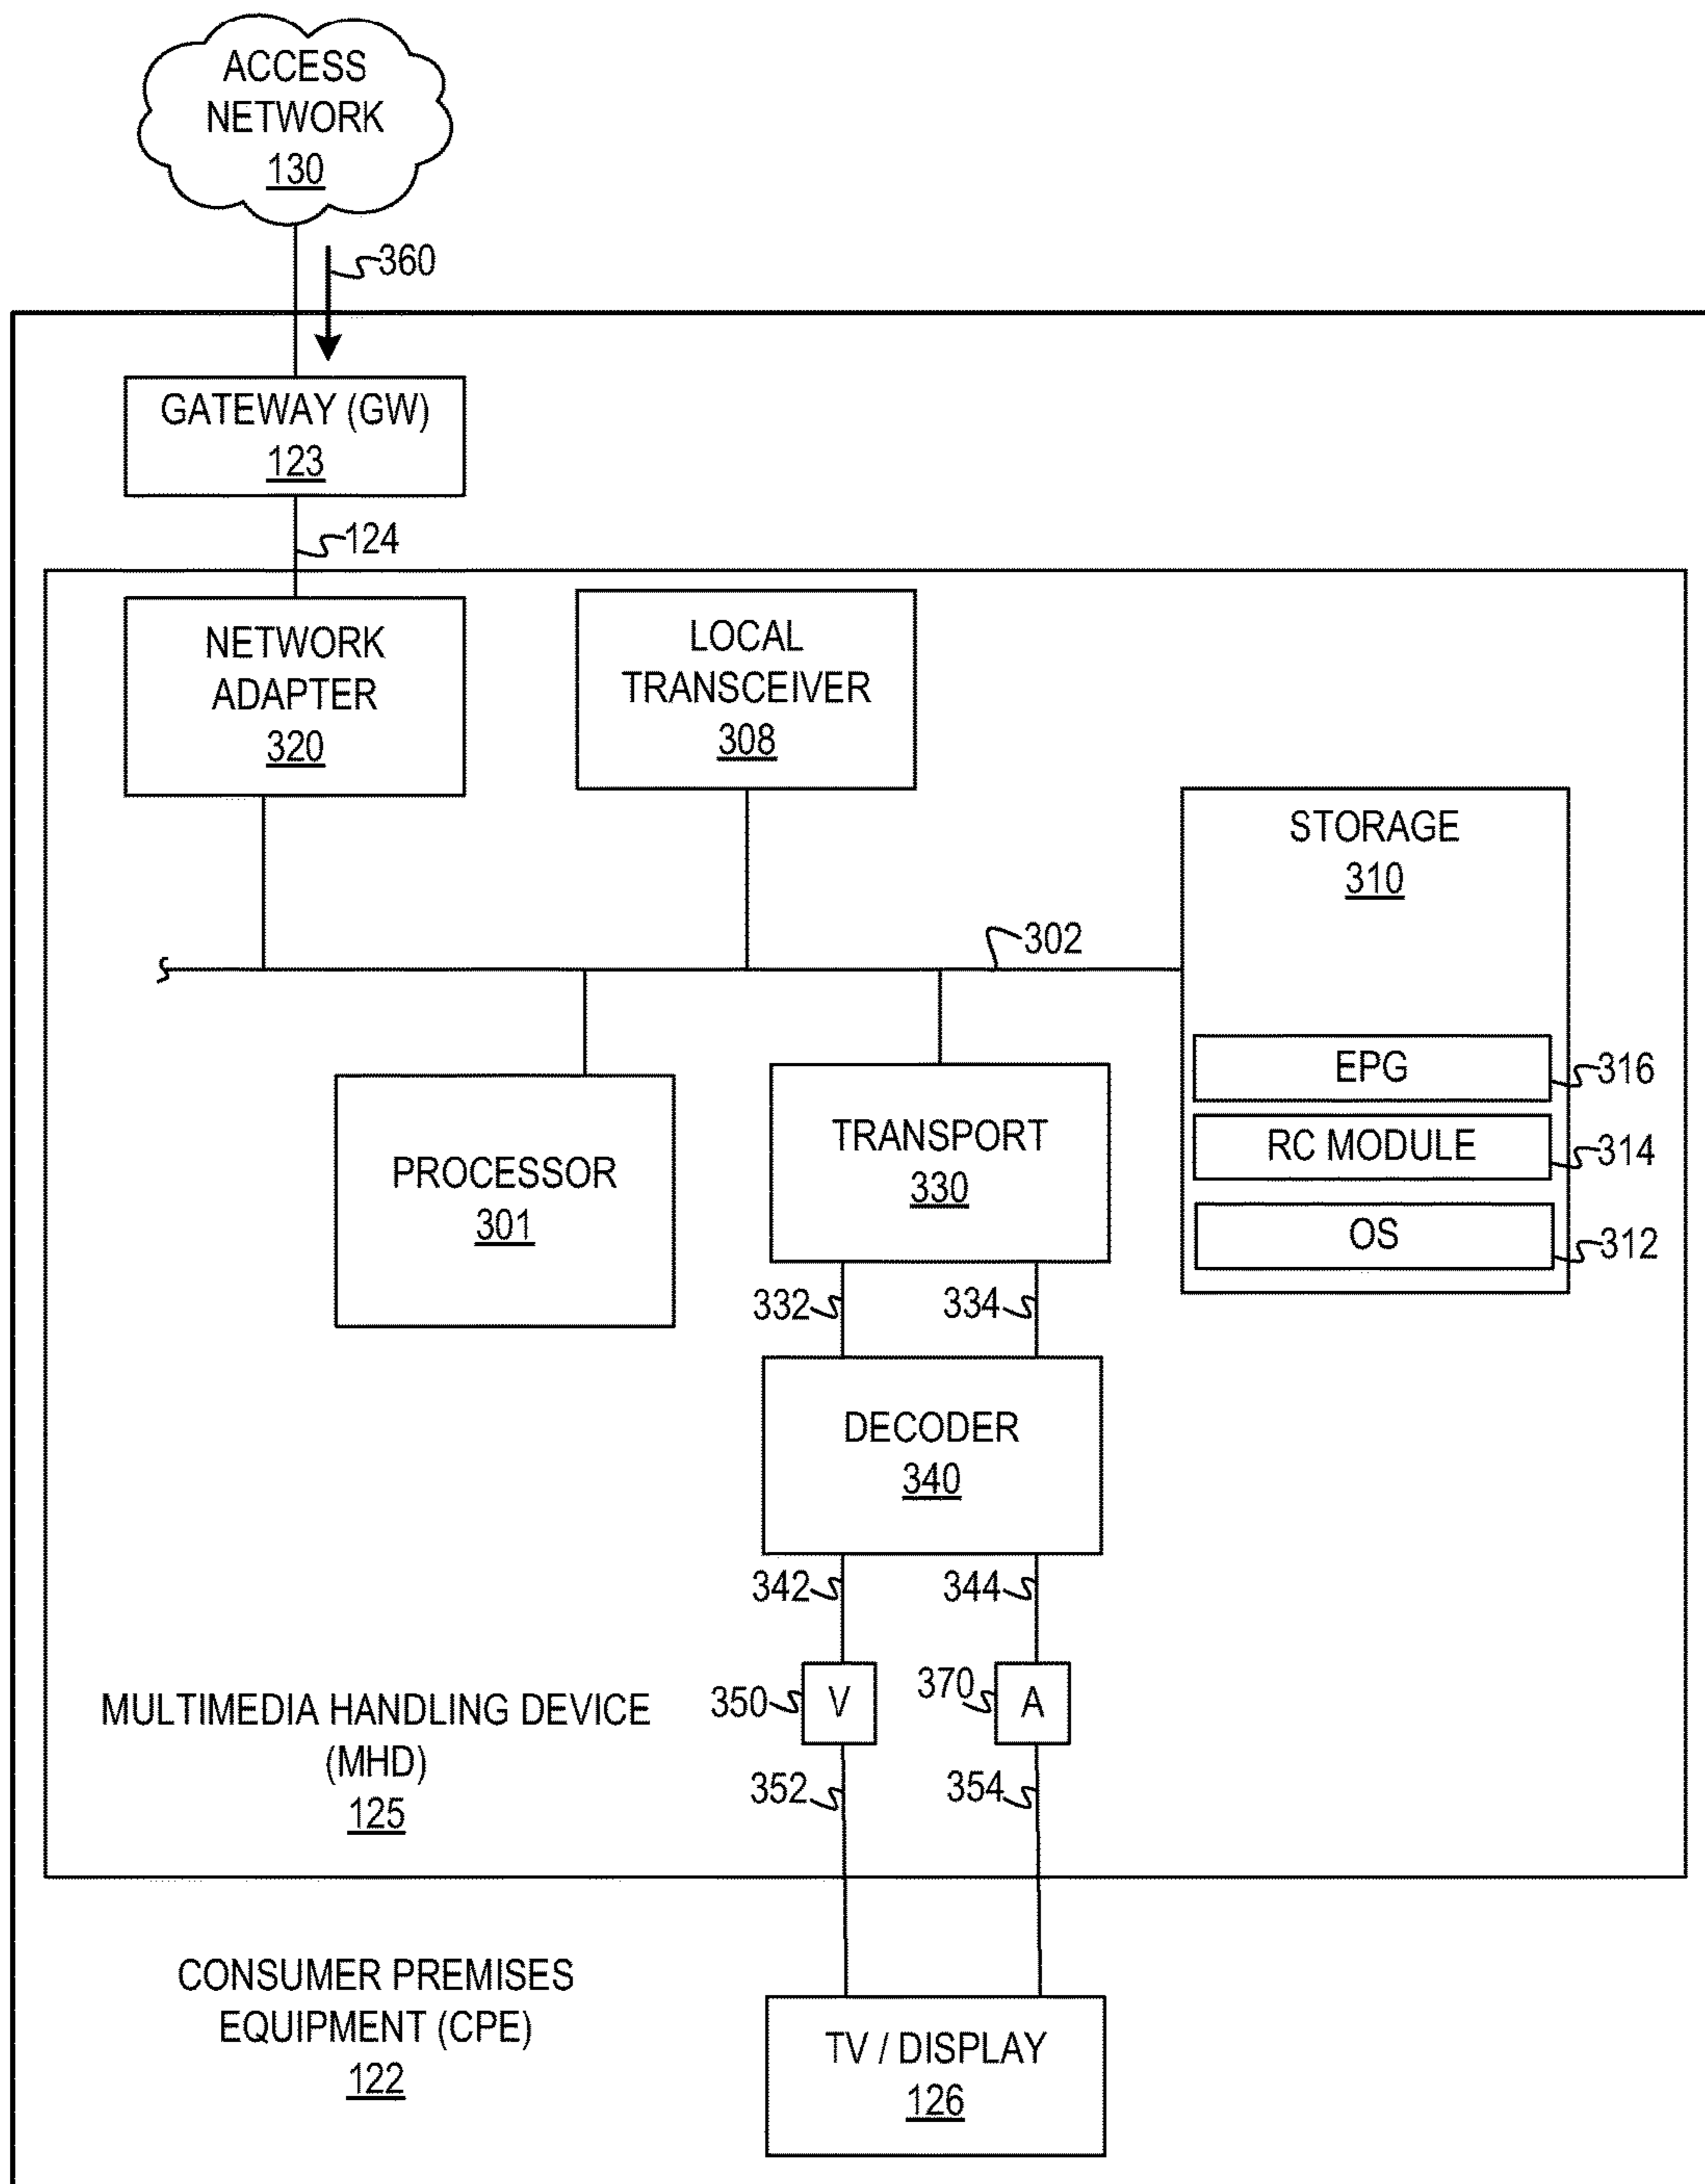 ACCESS
NETWORK
130
360
GATEWAY (GW)
123
124
NETWORK
ADAPTER
320
LOCAL
TRANSCEIVER
308
STORAGE
310
302
EPG
316
RC MODULE
314
OS
312
PROCESSOR
301
TRANSPORT
330
332
334
DECODER
340
342
344
350
V
370
A
352
354
MULTIMEDIA HANDLING DEVICE
(MHD)
125
CONSUMER PREMISES
EQUIPMENT (CPE)
122
TV / DISPLAY
126